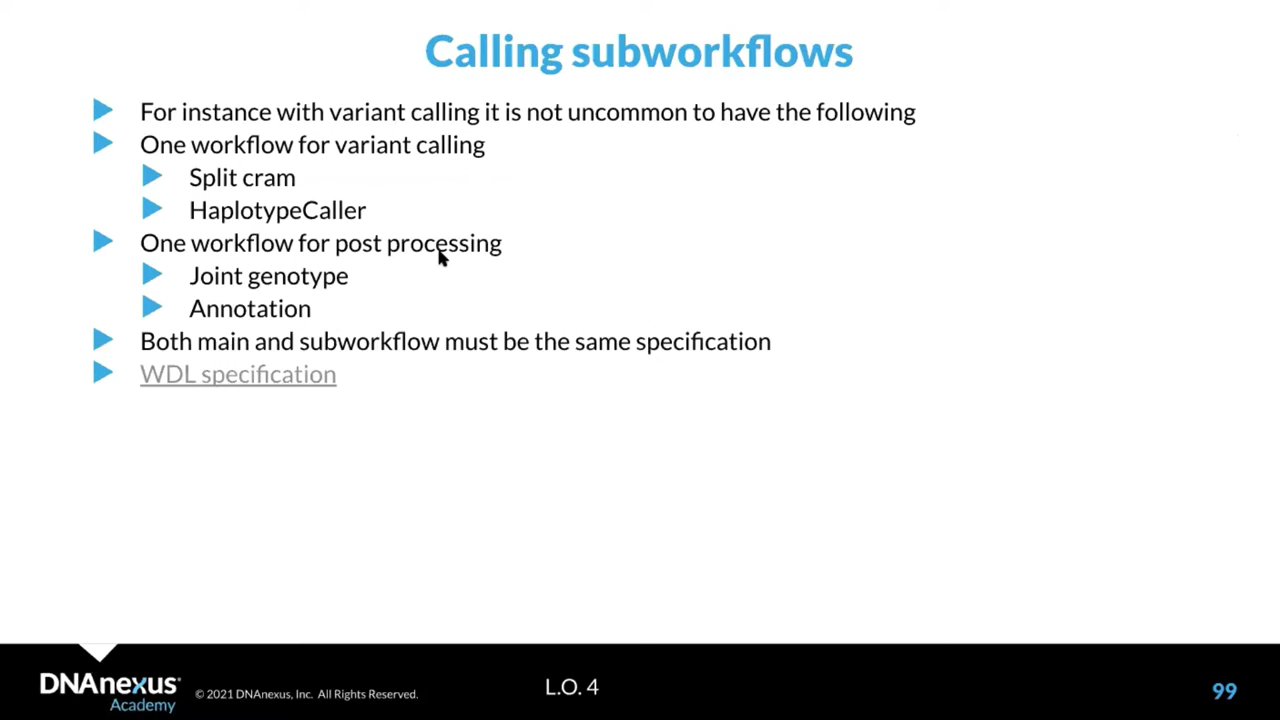 Calling subworkflows
For instance with variant calling it is not uncommon to have the following
One workflow for variant calling
Split cram
HaplotypeCaller
One workflow for post processing
Joint genotype
Annotation
Both main and subworkflow must be the same specification
WDL specification
DNAnexus®
Academy
© 2021 DNAnexus, Inc. All Rights Reserved.
L.O. 4
99